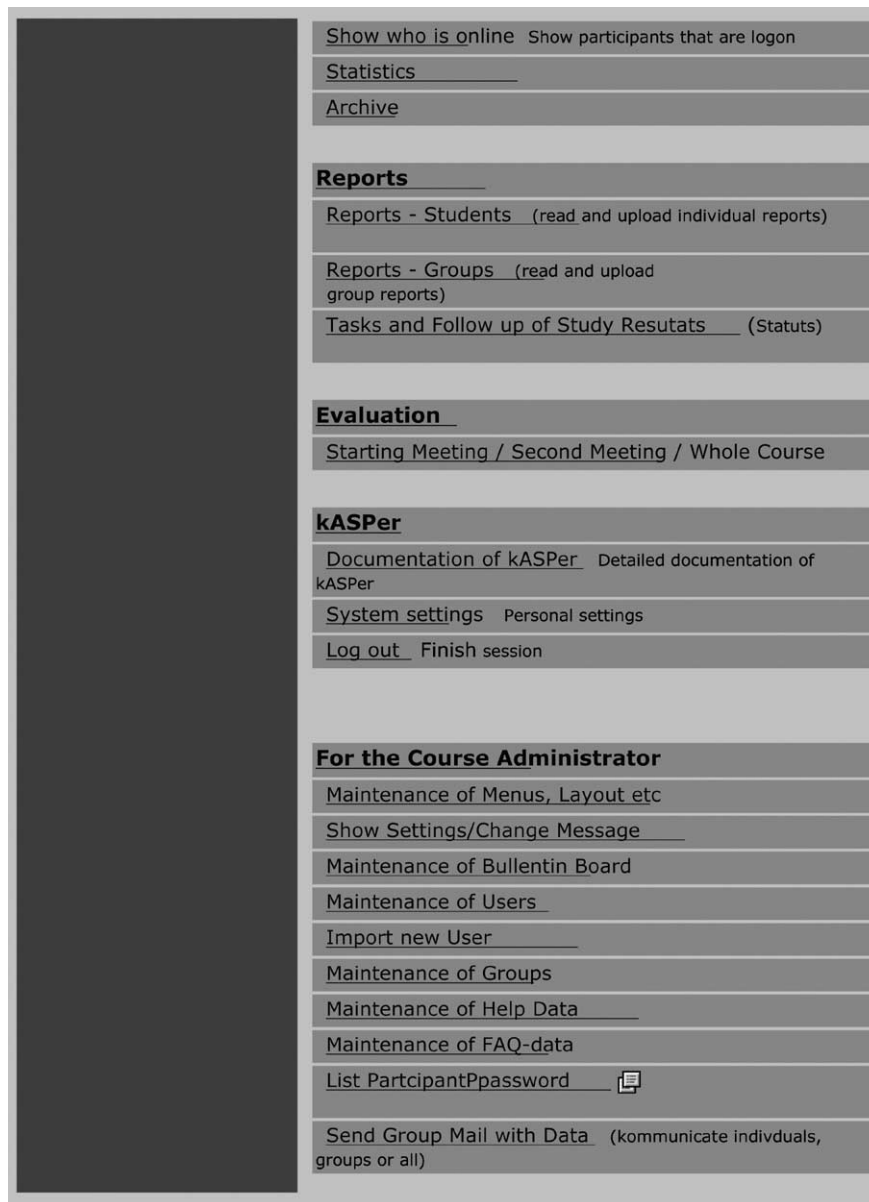 Show who is online Show participants that are logon
Statistics
Archive
Reports
Reports - Students (read and upload individual reports)
Reports - Groups (read and upload
group reports)
Tasks and Follow up of Study Resutats (Statuts)
Evaluation
Starting Meeting / Second Meeting / Whole Course
kASPer
Documentation of kASPer Detailed documentation of
kASPer
System settings Personal settings
Log out Finish session
For the Course Administrator
Maintenance of Menus, Layout etc
Show Settings/Change Message
Maintenance of Bullentin Board
Maintenance of Users
Import new User
Maintenance of Groups
Maintenance of Help Data
Maintenance of FAQ-data
List PartcipantPpassword
Send Group Mail with Data (kommunicate indivduals,
groups or all)